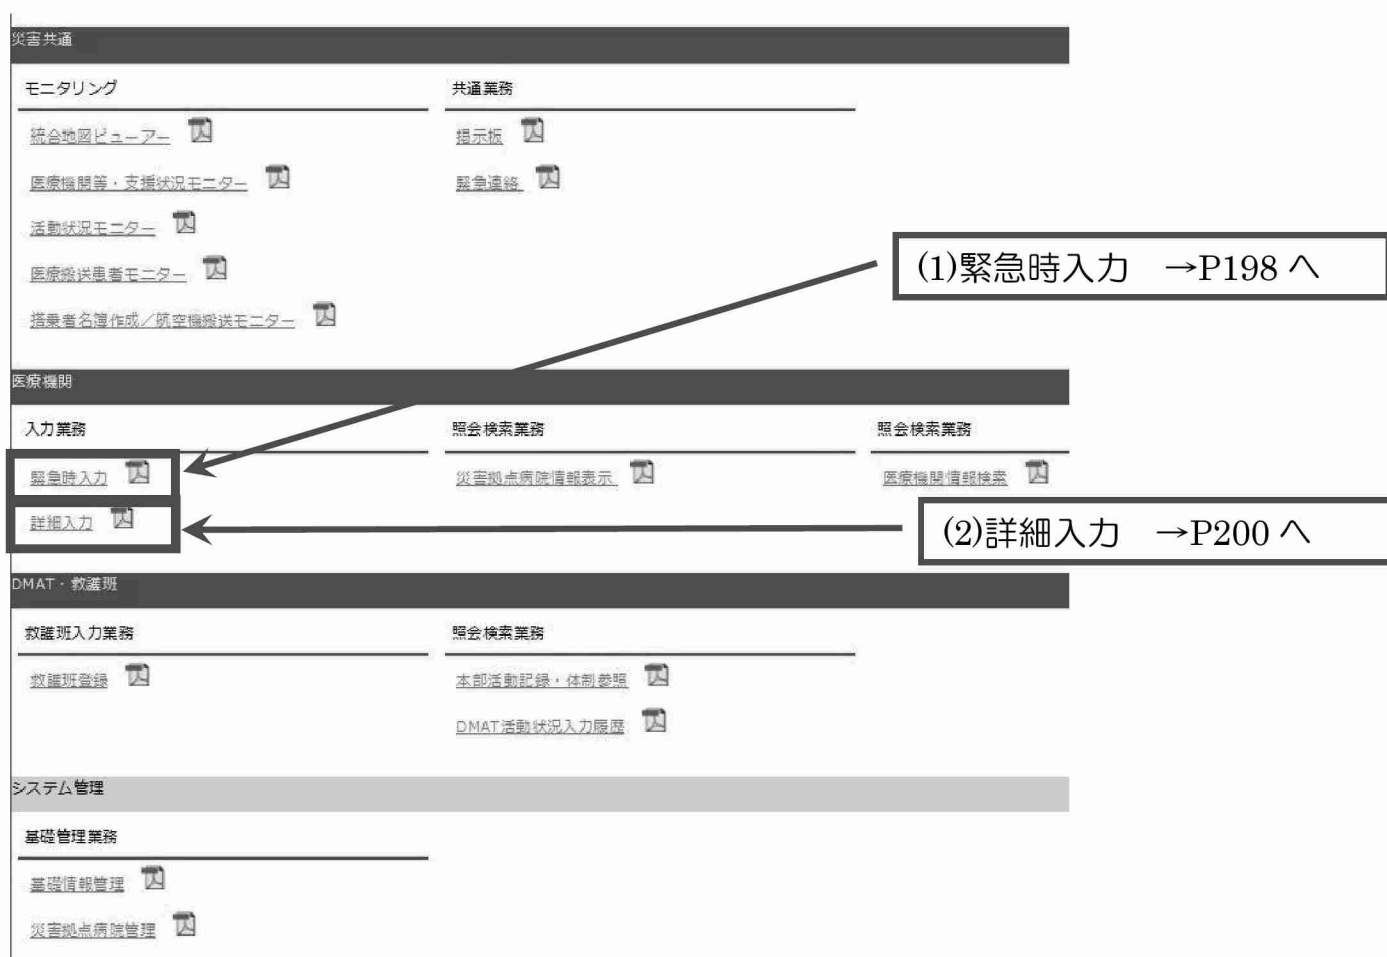 災害共通
モニタリング
統合地図ビューアー
医療機関等・支援状況モニター
活動状況モニター
医療搬送患者モニター
搭乗者名簿作成／航空機搬送モニター
共通業務
掲示板
緊急連絡
(1)緊急時入力　→P198 へ
医療機関
入力業務
緊急時入力
詳細入力
照会検索業務
災害拠点病院情報表示
照会検索業務
医療機関情報検索
(2)詳細入力　→P200 へ
DMAT・救護班
救護班入力業務
救護班登録
照会検索業務
本部活動記録・体制参照
DMAT活動状況入力履歴
システム管理
基礎管理業務
基礎情報管理
災害拠点病院管理